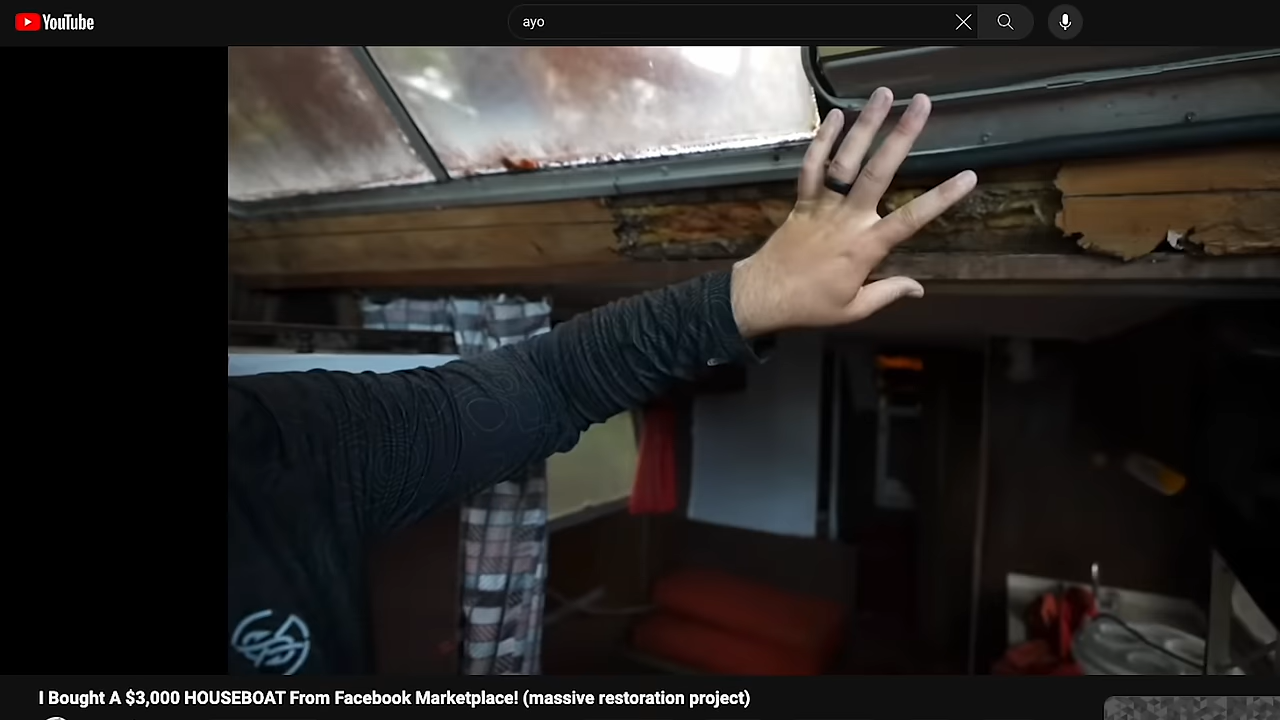 YouTube
ayo
I Bought A $3,000 HOUSEBOAT From Facebook Marketplace! (massive restoration project)